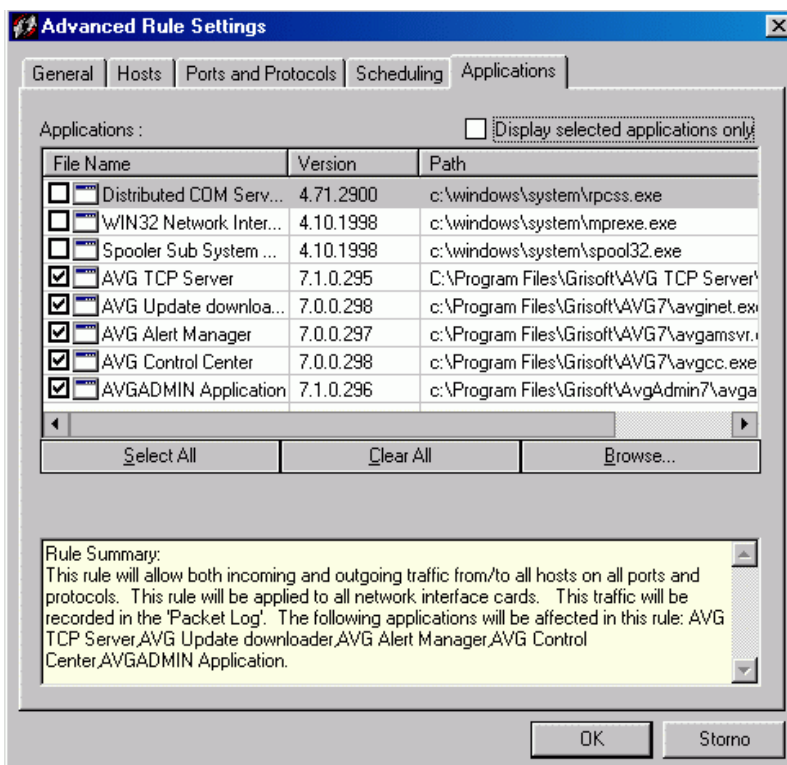 Advanced Rule Settings
General Hosts Ports and Protocols Scheduling Applications
Applications : Display selected applications only
File Name Version Path
Distributed COM Serv... 4.71.2900 c:\windows\system\rpcss.exe
WIN32 Network Inter... 4.10.1998 c:\windows\system\mprexe.exe
Spooler Sub System ... 4.10.1998 c:\windows\system\spool32.exe
AVG TCP Server 7.1.0.295 C:\Program Files\Grisoft\AVG TCP Server\
AVG Update downloa... 7.0.0.298 c:\Program Files\Grisoft\AVG7\avginet.exe
AVG Alert Manager 7.0.0.297 c:\Program Files\Grisoft\AVG7\avgamsvr.
AVG Control Center 7.0.0.298 c:\Program Files\Grisoft\AVG7\avgcc.exe
AVGADMIN Application 7.1.0.296 c:\Program Files\Grisoft\AvgAdmin7\avga
Select All Clear All Browse...
Rule Summary:
This rule will allow both incoming and outgoing traffic from/to all hosts on all ports and
protocols. This rule will be applied to all network interface cards. This traffic will be
recorded in the 'Packet Log'. The following applications will be affected in this rule: AVG
TCP Server,AVG Update downloader,AVG Alert Manager,AVG Control
Center,AVGADMIN Application.
OK Storno